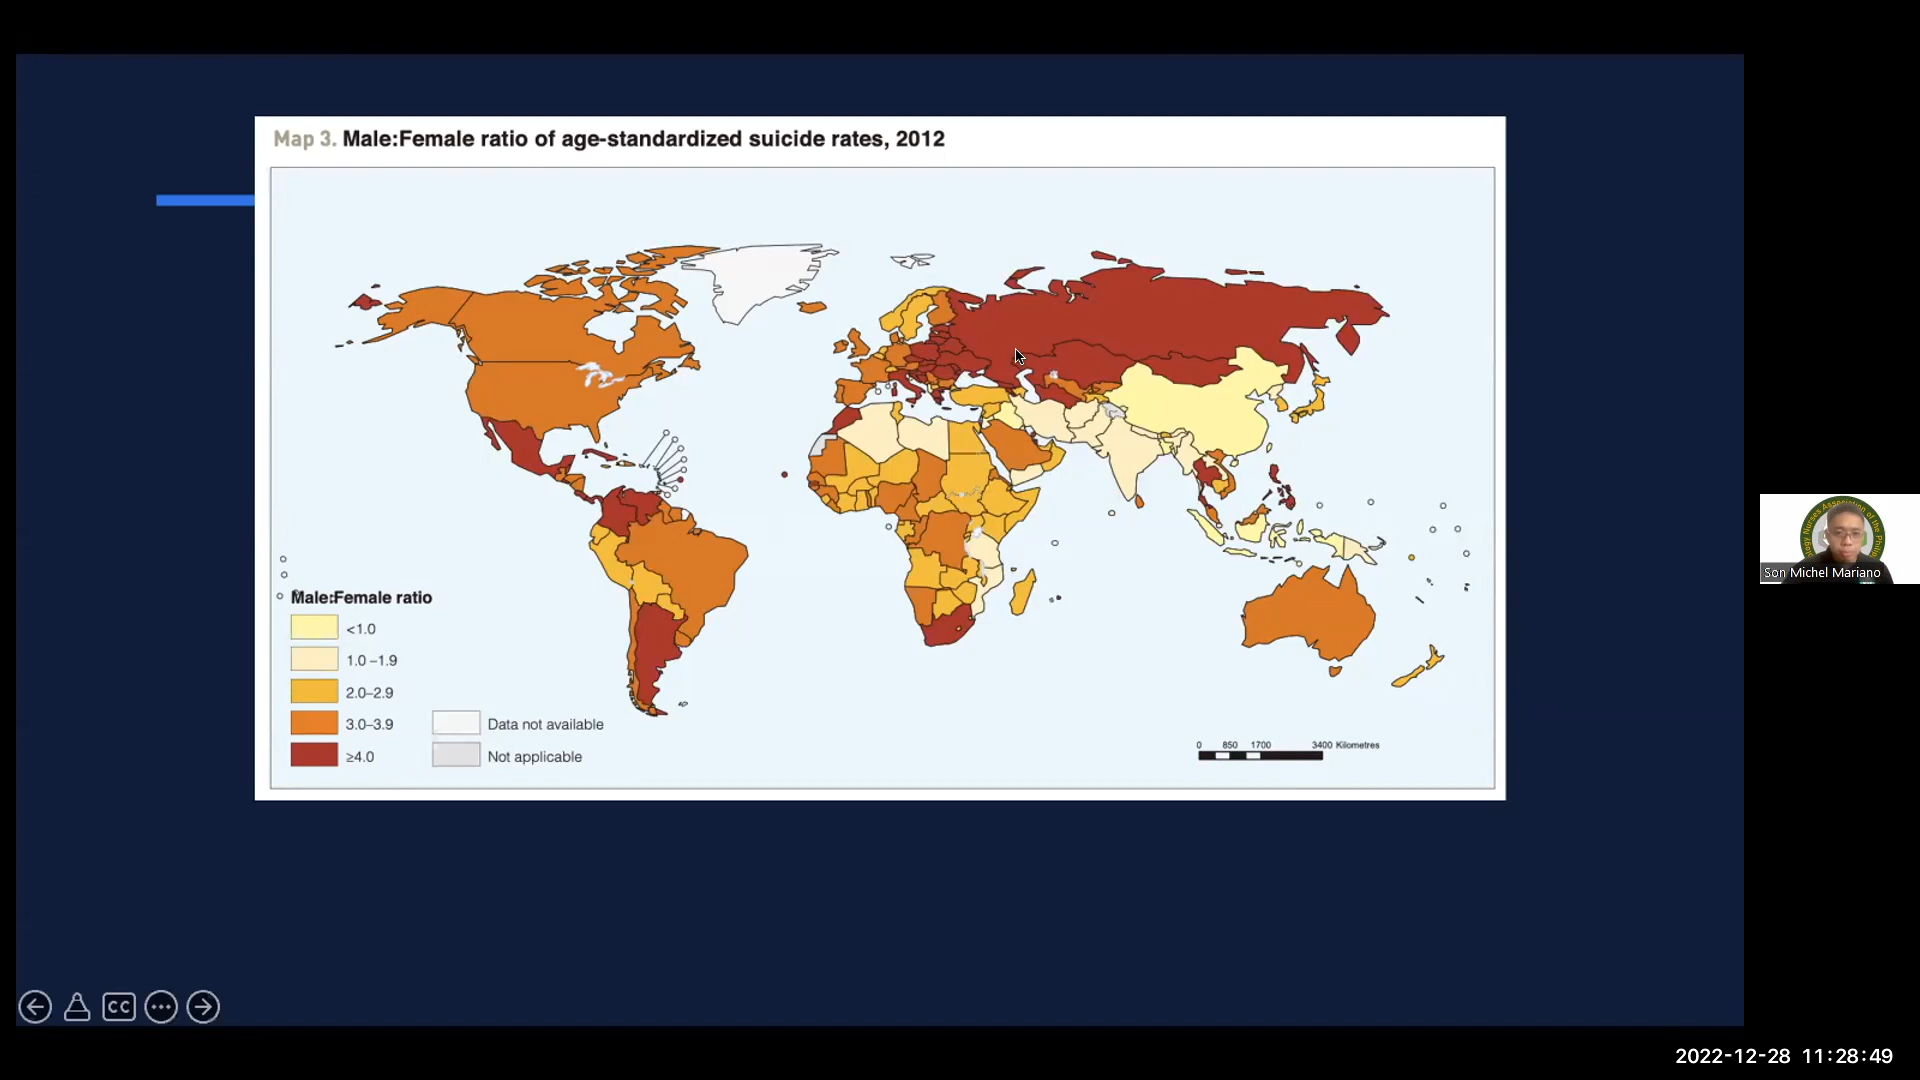 Map 3. Male:Female ratio of age-standardized suicide rates, 2012
Male:Female ratio
<1.0
1.0 –1.9
2.0–2.9
3.0–3.9
≥4.0
Data not available
Not applicable
0 850 1700 3400 Kilometres
Son Michel Mariano
CC
2022-12-28 11:28:49